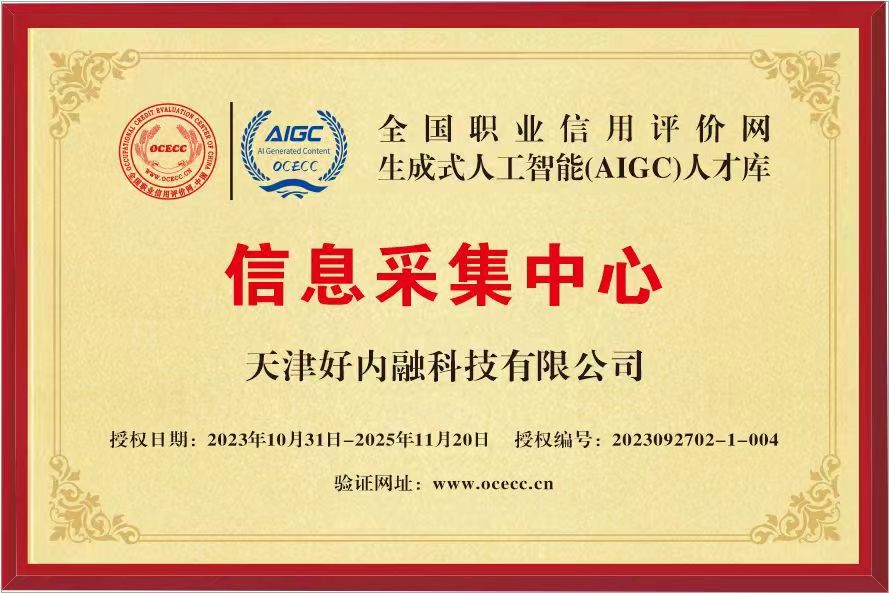 OCCUPATIONAL CREDIT EVALUATION CENTER OF CHINA
OCECC
WWW.OCECC.CN
全国职业信用评价网·中国
AIGC
AI Generated Content
OCECC
全国职业信用评价网
生成式人工智能(AIGC)人才库
信息采集中心
天津好内融科技有限公司
授权日期：2023年10月31日-2025年11月20日 授权编号：2023092702-1-004
验证网址：www.ocecc.cn